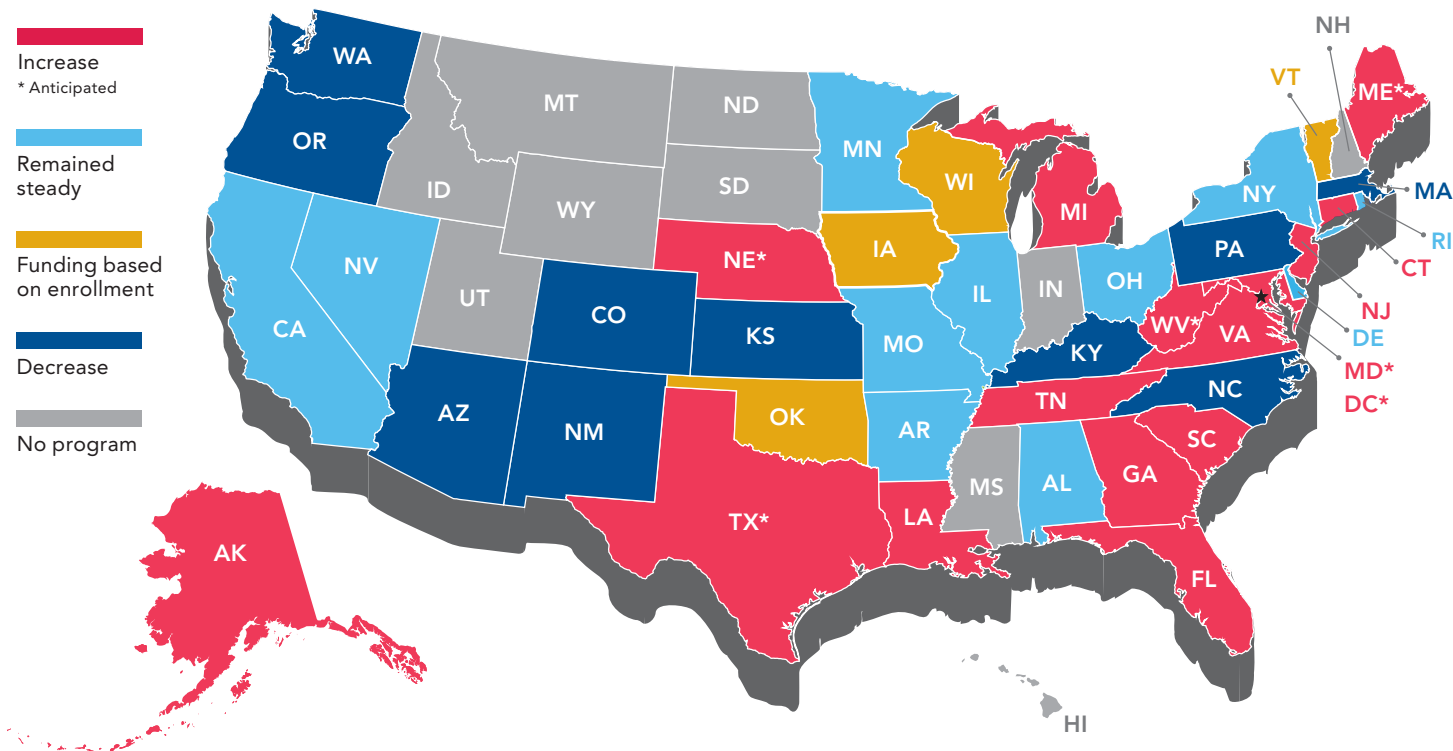 Increase
* Anticipated
Remained
steady
Funding based
on enrollment
Decrease
No program
WA
OR
CA
NV
ID
MT
WY
UT
AZ
CO
NM
ND
SD
NE*
KS
OK
TX*
MN
IA
MO
AR
LA
WI
IL
MS
MI
IN
KY
TN
AL
OH
WV*
VA
NC
SC
GA
FL
PA
NY
VT
NH
ME*
MA
RI
CT
NJ
DE
MD*
DC*
AK
HI